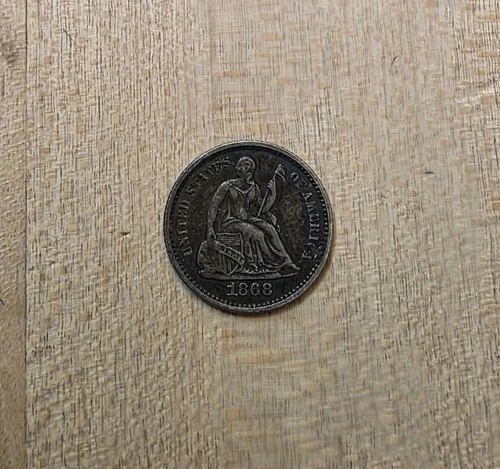 UNITED STATES OF AMERICA
1868